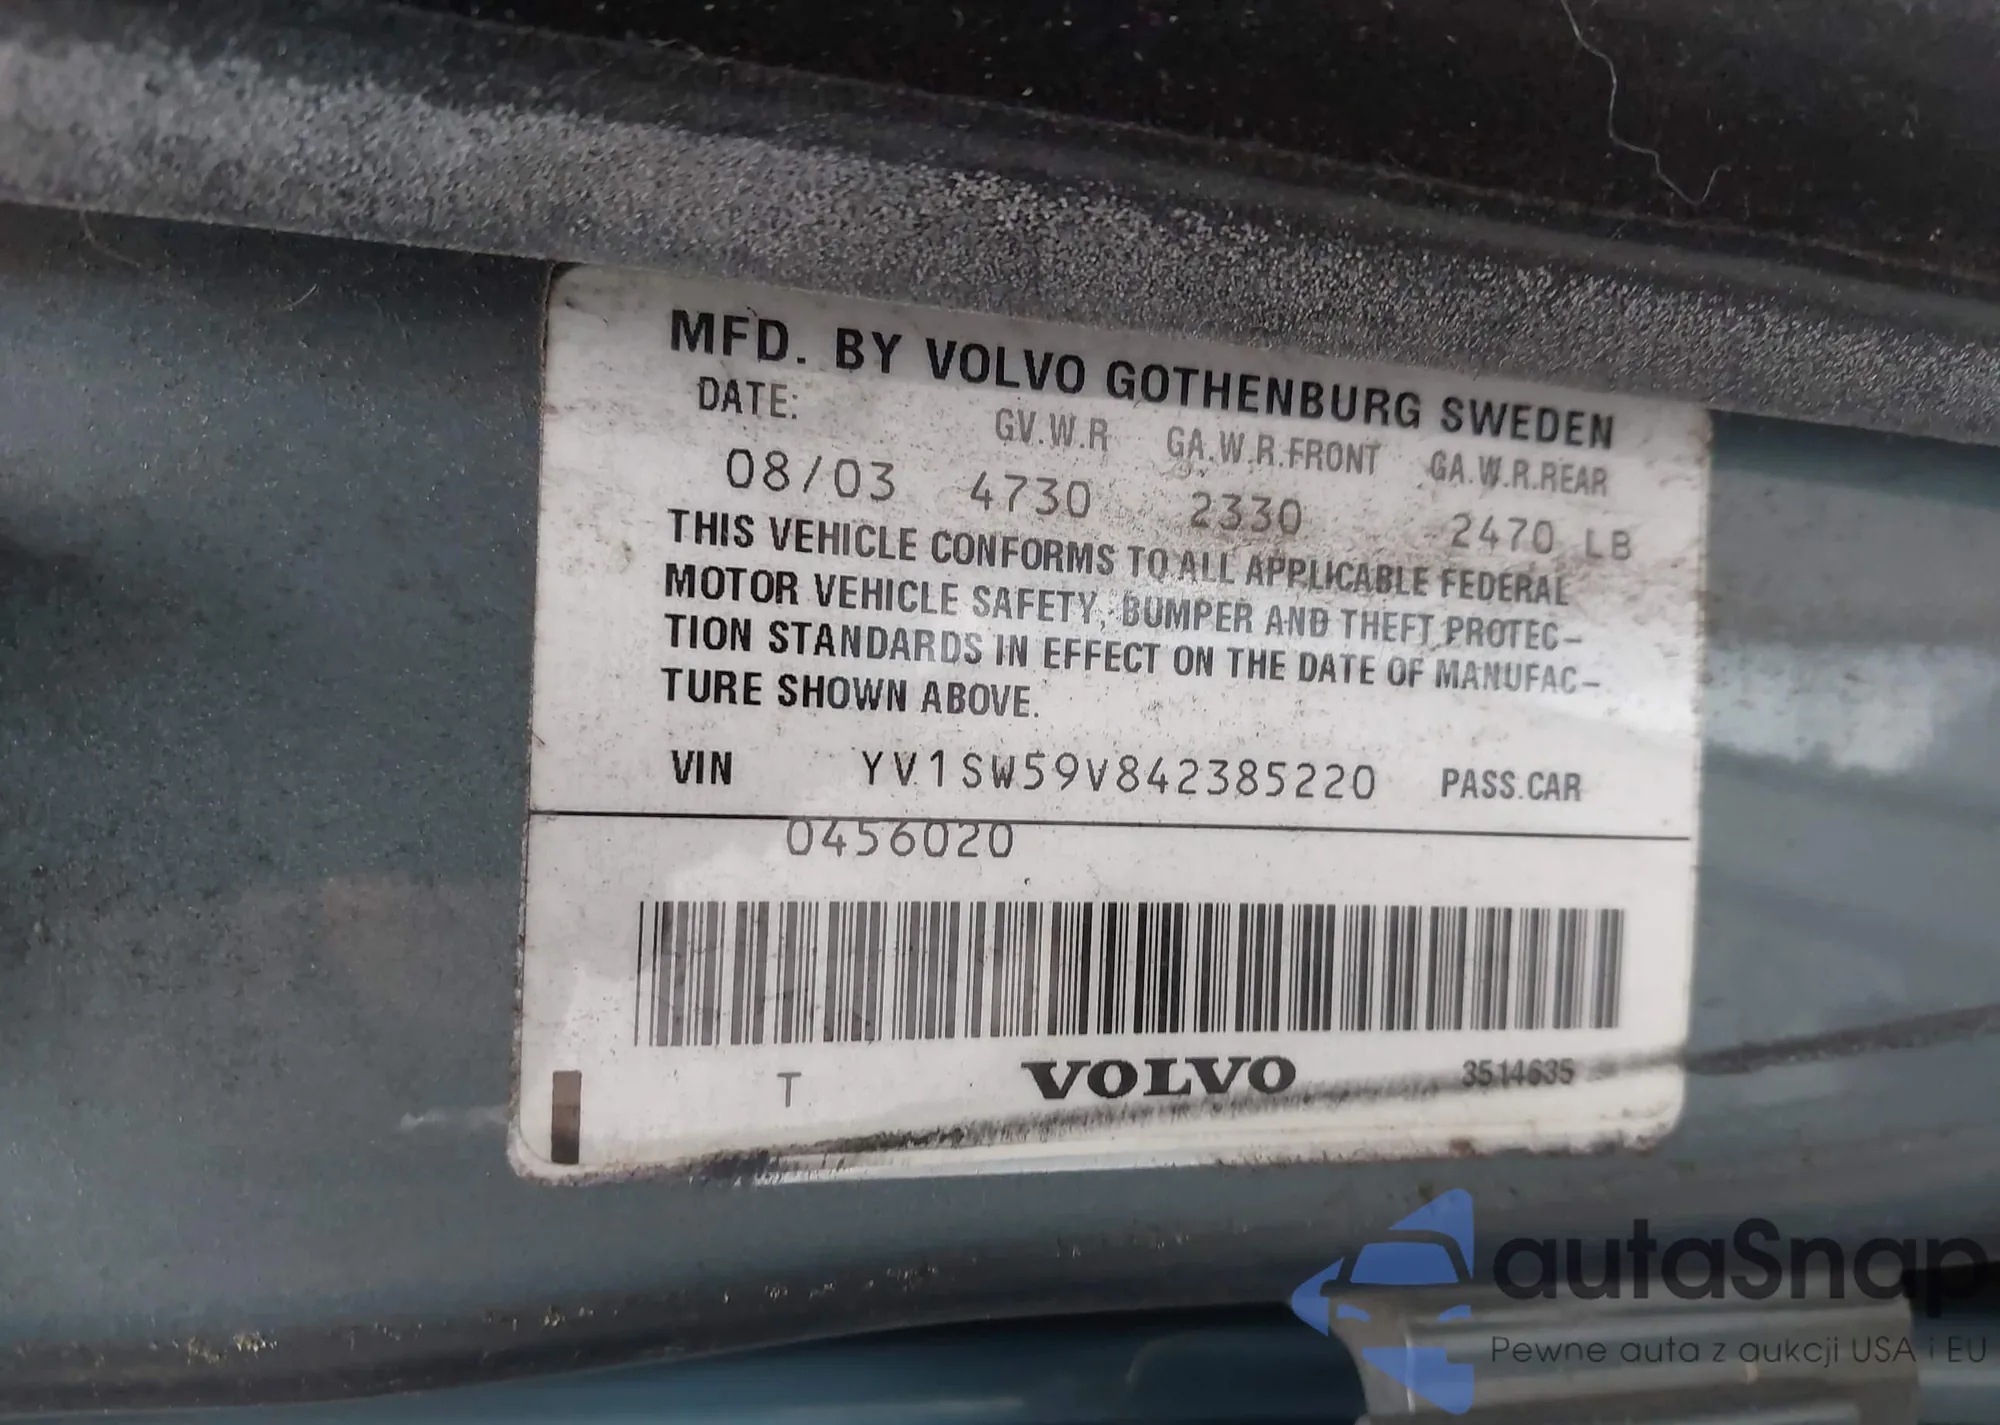 MFD. BY VOLVO GOTHENBURG SWEDEN
DATE: GV.W.R GA.W.R.FRONT GA.W.R.REAR
08/03 4730 2330 2470 LB
THIS VEHICLE CONFORMS TO ALL APPLICABLE FEDERAL
MOTOR VEHICLE SAFETY, BUMPER AND THEFT PROTEC-
TION STANDARDS IN EFFECT ON THE DATE OF MANUFAC-
TURE SHOWN ABOVE.
VIN YV1SW59V842385220 PASS.CAR
0456020
T VOLVO 3514635
autaSnap
Pewne auta z aukcji USA i EU